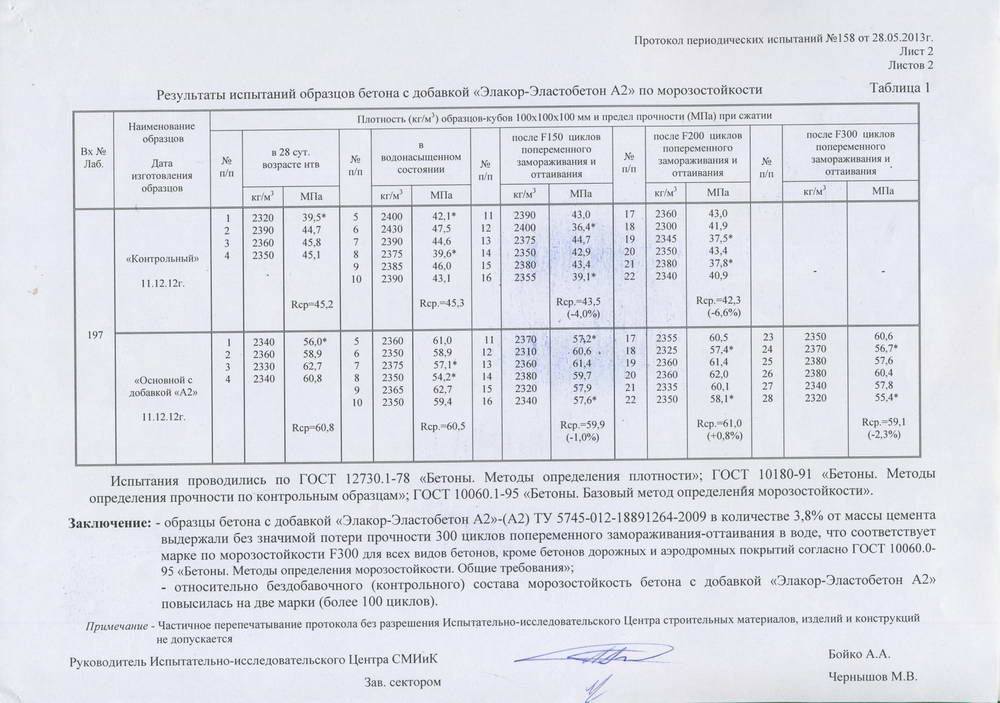 Протокол периодических испытаний №158 от 28.05.2013г.
Лист 2
Листов 2
Результаты испытаний образцов бетона с добавкой «Элакор-Эластобетон А2» по морозостойкости
Таблица 1
Вх № Лаб.
Наименование образцов
Дата изготовления образцов
Плотность (кг/м³) образцов-кубов 100х100х100 мм и предел прочности (МПа) при сжатии
№ п/п | в 28 сут. возрасте нтв | № п/п | в водонасыщенном состоянии | № п/п | после F150 циклов попеременного замораживания и оттаивания | № п/п | после F200 циклов попеременного замораживания и оттаивания | № п/п | после F300 циклов попеременного замораживания и оттаивания
кг/м³ | МПа | кг/м³ | МПа | кг/м³ | МПа | кг/м³ | МПа | кг/м³ | МПа
197
«Контрольный»
11.12.12г.
1 | 2320 | 39,5* | 5 | 2400 | 42,1* | 11 | 2390 | 43,0 | 17 | 2360 | 43,0
2 | 2390 | 44,7 | 6 | 2430 | 47,5 | 12 | 2400 | 36,4* | 18 | 2300 | 41,9
3 | 2360 | 45,8 | 7 | 2390 | 44,6 | 13 | 2375 | 44,7 | 19 | 2345 | 37,5*
4 | 2350 | 45,1 | 8 | 2375 | 39,6* | 14 | 2350 | 42,9 | 20 | 2350 | 43,4
9 | 2385 | 46,0 | 15 | 2380 | 43,4 | 21 | 2380 | 37,8* | - | -
10 | 2390 | 43,1 | 16 | 2355 | 39,1* | 22 | 2340 | 40,9
Rср=45,2 | Rср.=45,3 | Rср.=43,5 | Rср.=42,3
(-4,0%) | (-6,6%)
«Основной с добавкой «А2»
11.12.12г.
1 | 2340 | 56,0* | 5 | 2360 | 61,0 | 11 | 2370 | 57,2* | 17 | 2355 | 60,5 | 23 | 2350 | 60,6
2 | 2360 | 58,9 | 6 | 2350 | 58,9 | 12 | 2310 | 60,6 | 18 | 2325 | 57,4* | 24 | 2370 | 56,7*
3 | 2330 | 62,7 | 7 | 2375 | 57,1* | 13 | 2360 | 61,4 | 19 | 2360 | 61,4 | 25 | 2380 | 57,6
4 | 2340 | 60,8 | 8 | 2350 | 54,2* | 14 | 2380 | 59,7 | 20 | 2360 | 62,0 | 26 | 2380 | 60,4
9 | 2365 | 62,7 | 15 | 2320 | 57,9 | 21 | 2335 | 60,1 | 27 | 2340 | 57,8
10 | 2350 | 59,4 | 16 | 2340 | 57,6* | 22 | 2350 | 58,1* | 28 | 2320 | 55,4*
Rср=60,8 | Rср.=60,5 | Rср.=59,9 | Rср.=61,0 | Rср.=59,1
(-1,0%) | (+0,8%) | (-2,3%)
Испытания проводились по ГОСТ 12730.1-78 «Бетоны. Методы определения плотности»; ГОСТ 10180-91 «Бетоны. Методы
определения прочности по контрольным образцам»; ГОСТ 10060.1-95 «Бетоны. Базовый метод определения морозостойкости».
Заключение: - образцы бетона с добавкой «Элакор-Эластобетон А2»-(А2) ТУ 5745-012-18891264-2009 в количестве 3,8% от массы цемента
выдержали без значимой потери прочности 300 циклов попеременного замораживания-оттаивания в воде, что соответствует
марке по морозостойкости F300 для всех видов бетонов, кроме бетонов дорожных и аэродромных покрытий согласно ГОСТ 10060.0-
95 «Бетоны. Методы определения морозостойкости. Общие требования»;
- относительно бездобавочного (контрольного) состава морозостойкость бетона с добавкой «Элакор-Эластобетон А2»
повысилась на две марки (более 100 циклов).
Примечание - Частичное перепечатывание протокола без разрешения Испытательно-исследовательского Центра строительных материалов, изделий и конструкций
не допускается
Руководитель Испытательно-исследовательского Центра СМИиК
Бойко А.А.
Зав. сектором
Чернышов М.В.